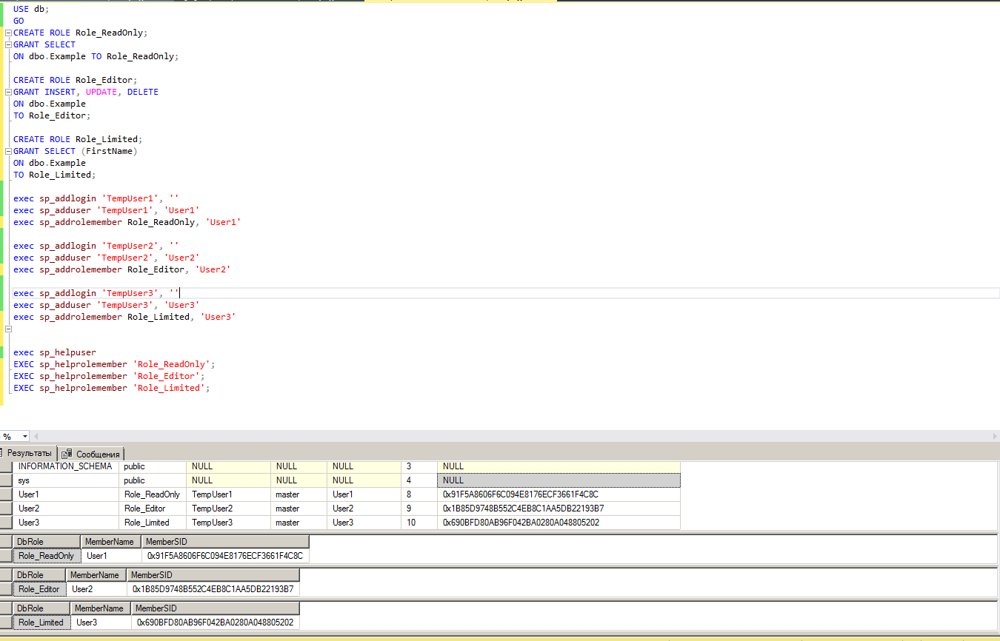 USE db;
GO
CREATE ROLE Role_ReadOnly;
GRANT SELECT
ON dbo.Example TO Role_ReadOnly;
CREATE ROLE Role_Editor;
GRANT INSERT, UPDATE, DELETE
ON dbo.Example
TO Role_Editor;
CREATE ROLE Role_Limited;
GRANT SELECT (FirstName)
ON dbo.Example
TO Role_Limited;
exec sp_addlogin 'TempUser1', ''
exec sp_adduser 'TempUser1', 'User1'
exec sp_addrolemember Role_ReadOnly, 'User1'
exec sp_addlogin 'TempUser2', ''
exec sp_adduser 'TempUser2', 'User2'
exec sp_addrolemember Role_Editor, 'User2'
exec sp_addlogin 'TempUser3', ''
exec sp_adduser 'TempUser3', 'User3'
exec sp_addrolemember Role_Limited, 'User3'
exec sp_helpuser
EXEC sp_helprolemember 'Role_ReadOnly';
EXEC sp_helprolemember 'Role_Editor';
EXEC sp_helprolemember 'Role_Limited';
%
Результаты Сообщения
INFORMATION_SCHEMA public NULL NULL NULL 3 NULL
sys public NULL NULL NULL 4 NULL
User1 Role_ReadOnly TempUser1 master User1 8 0x91F5A8606F6C094E8176ECF3661F4C8C
User2 Role_Editor TempUser2 master User2 9 0x1B85D9748B552C4EB8C1AA5DB22193B7
User3 Role_Limited TempUser3 master User3 10 0x690BFD80AB96F042BA0280A048805202
DbRole MemberName MemberSID
Role_ReadOnly User1 0x91F5A8606F6C094E8176ECF3661F4C8C
DbRole MemberName MemberSID
Role_Editor User2 0x1B85D9748B552C4EB8C1AA5DB22193B7
DbRole MemberName MemberSID
Role_Limited User3 0x690BFD80AB96F042BA0280A048805202